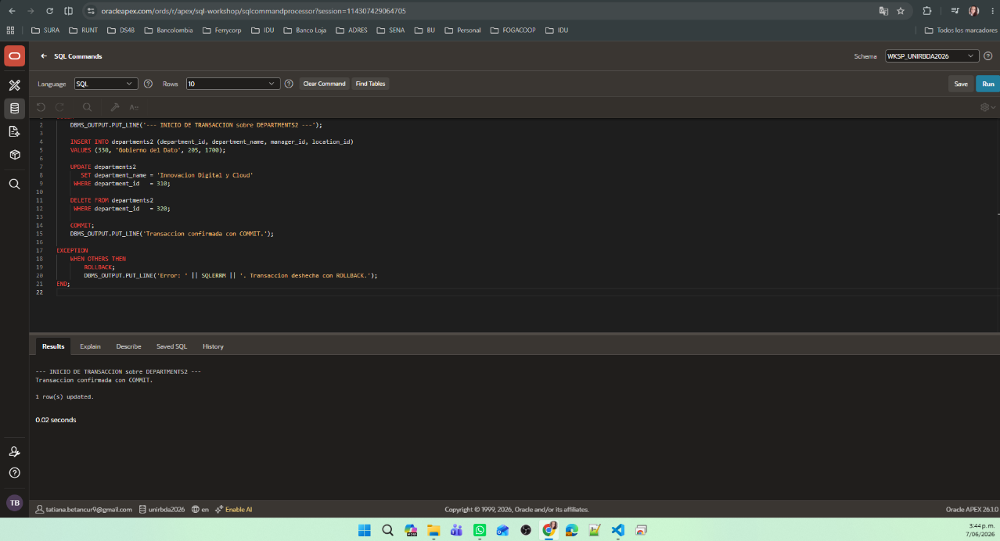 oracleapex.com/ords/r/apex/sql-workshop/sqlcommandprocessor?session=114307429064705
SURA RUNT DS4B Bancolombia Ferrycorp IDU Banco Loja ADRES SENA BU Personal FOGACOOP IDU Todos los marcadores
SQL Commands Schema WKSP_UNIRBDA2026
Language SQL Rows 10 Clear Command Find Tables Save Run
2 DBMS_OUTPUT.PUT_LINE('--- INICIO DE TRANSACCION sobre DEPARTMENTS2 ---');
3
4 INSERT INTO departments2 (department_id, department_name, manager_id, location_id)
5 VALUES (330, 'Gobierno del Dato', 205, 1700);
6
7 UPDATE departments2
8 SET department_name = 'Innovacion Digital y Cloud'
9 WHERE department_id = 310;
10
11 DELETE FROM departments2
12 WHERE department_id = 320;
13
14 COMMIT;
15 DBMS_OUTPUT.PUT_LINE('Transaccion confirmada con COMMIT.');
16
17 EXCEPTION
18 WHEN OTHERS THEN
19 ROLLBACK;
20 DBMS_OUTPUT.PUT_LINE('Error: ' || SQLERRM || '. Transaccion deshecha con ROLLBACK.');
21 END;
22
Results Explain Describe Saved SQL History
--- INICIO DE TRANSACCION sobre DEPARTMENTS2 ---
Transaccion confirmada con COMMIT.
1 row(s) updated.
0.02 seconds
TB
tatiana.betancur9@gmail.com unirbda2026 en Enable AI Copyright © 1999, 2026, Oracle and/or its affiliates. Oracle APEX 26.1.0
3:44 p. m.
7/06/2026